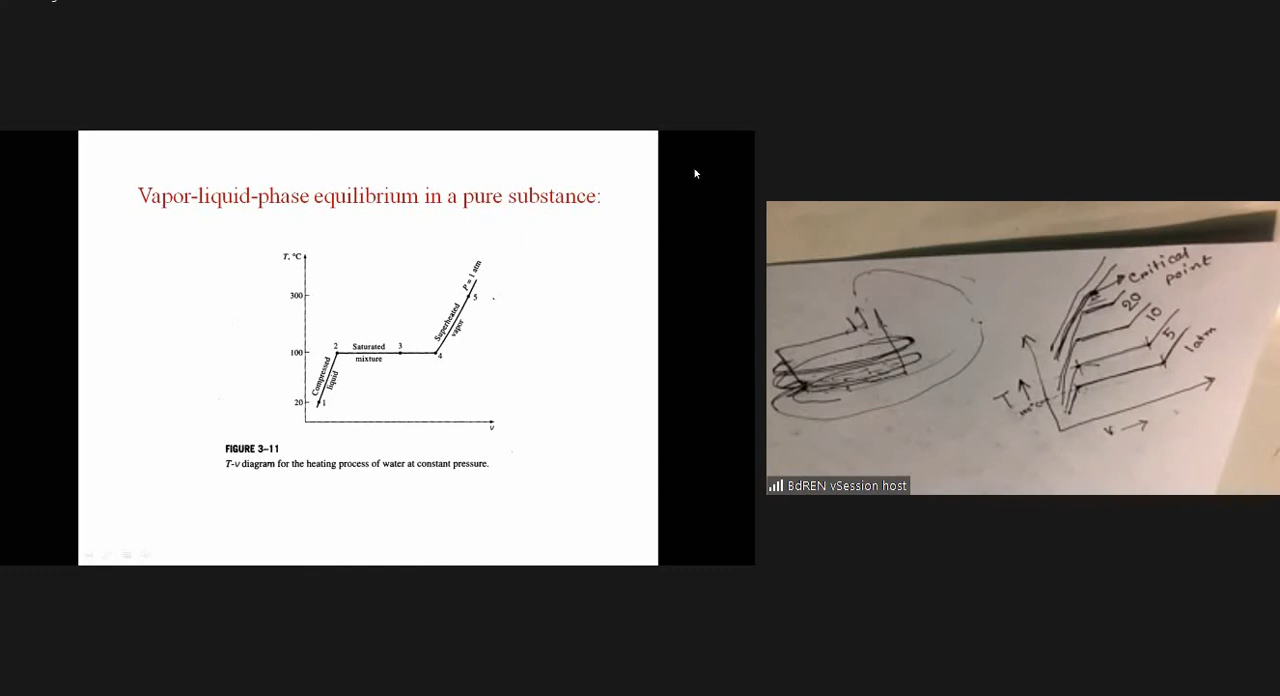 Vapor-liquid-phase equilibrium in a pure substance:
T, °C
300
100
20
1
Compressed
liquid
2
Saturated
mixture
3
4
Superheated
vapor
P = 1 atm
5
v
FIGURE 3–11
T-v diagram for the heating process of water at constant pressure.
Critical
point
20
10
5
1atm
T
v
BdREN vSession host